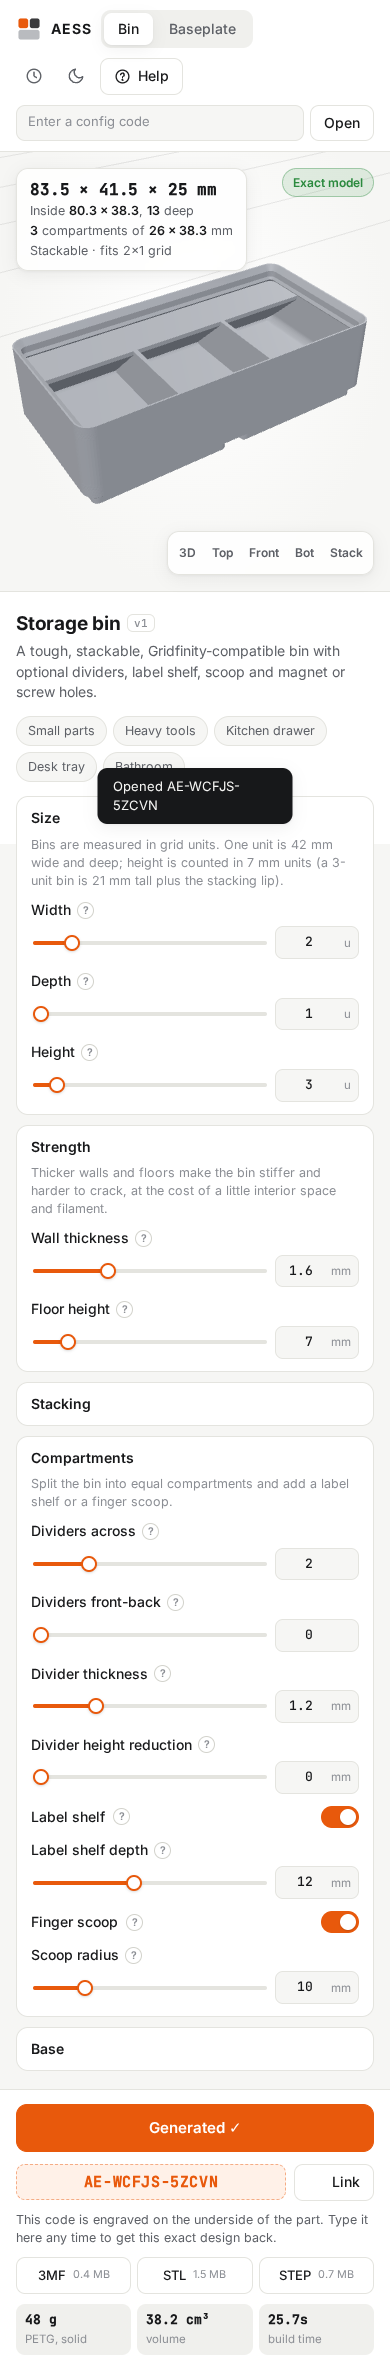 AESS
Bin
Baseplate
Help
Enter a config code
Open
83.5 × 41.5 × 25 mm
Inside 80.3 × 38.3, 13 deep
3 compartments of 26 × 38.3 mm
Stackable · fits 2×1 grid
Exact model
3D Top Front Bot Stack
Storage bin v1
A tough, stackable, Gridfinity-compatible bin with
optional dividers, label shelf, scoop and magnet or
screw holes.
Small parts
Heavy tools
Kitchen drawer
Desk tray
Bathroom
Opened AE-WCFJS-
5ZCVN
Size
Bins are measured in grid units. One unit is 42 mm
wide and deep; height is counted in 7 mm units (a 3-
unit bin is 21 mm tall plus the stacking lip).
Width ?
2 u
Depth ?
1 u
Height ?
3 u
Strength
Thicker walls and floors make the bin stiffer and
harder to crack, at the cost of a little interior space
and filament.
Wall thickness ?
1.6 mm
Floor height ?
7 mm
Stacking
Compartments
Split the bin into equal compartments and add a label
shelf or a finger scoop.
Dividers across ?
2
Dividers front-back ?
0
Divider thickness ?
1.2 mm
Divider height reduction ?
0 mm
Label shelf ?
Label shelf depth ?
12 mm
Finger scoop ?
Scoop radius ?
10 mm
Base
Generated ✓
AE-WCFJS-5ZCVN
Link
This code is engraved on the underside of the part. Type it
here any time to get this exact design back.
3MF 0.4 MB
STL 1.5 MB
STEP 0.7 MB
48 g
PETG, solid
38.2 cm³
volume
25.7s
build time